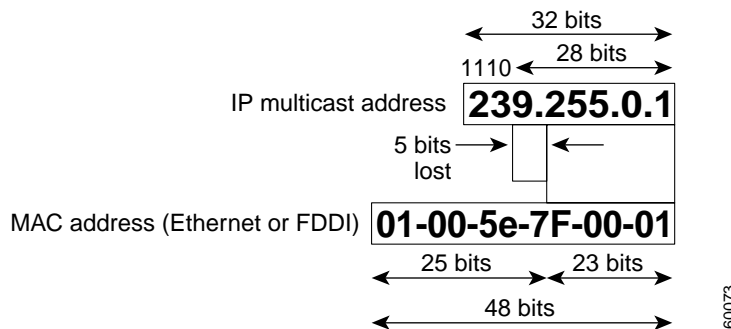 32 bits
1110 28 bits
IP multicast address 239.255.0.1
5 bits
lost
MAC address (Ethernet or FDDI) 01-00-5e-7F-00-01
25 bits 23 bits
48 bits
60073